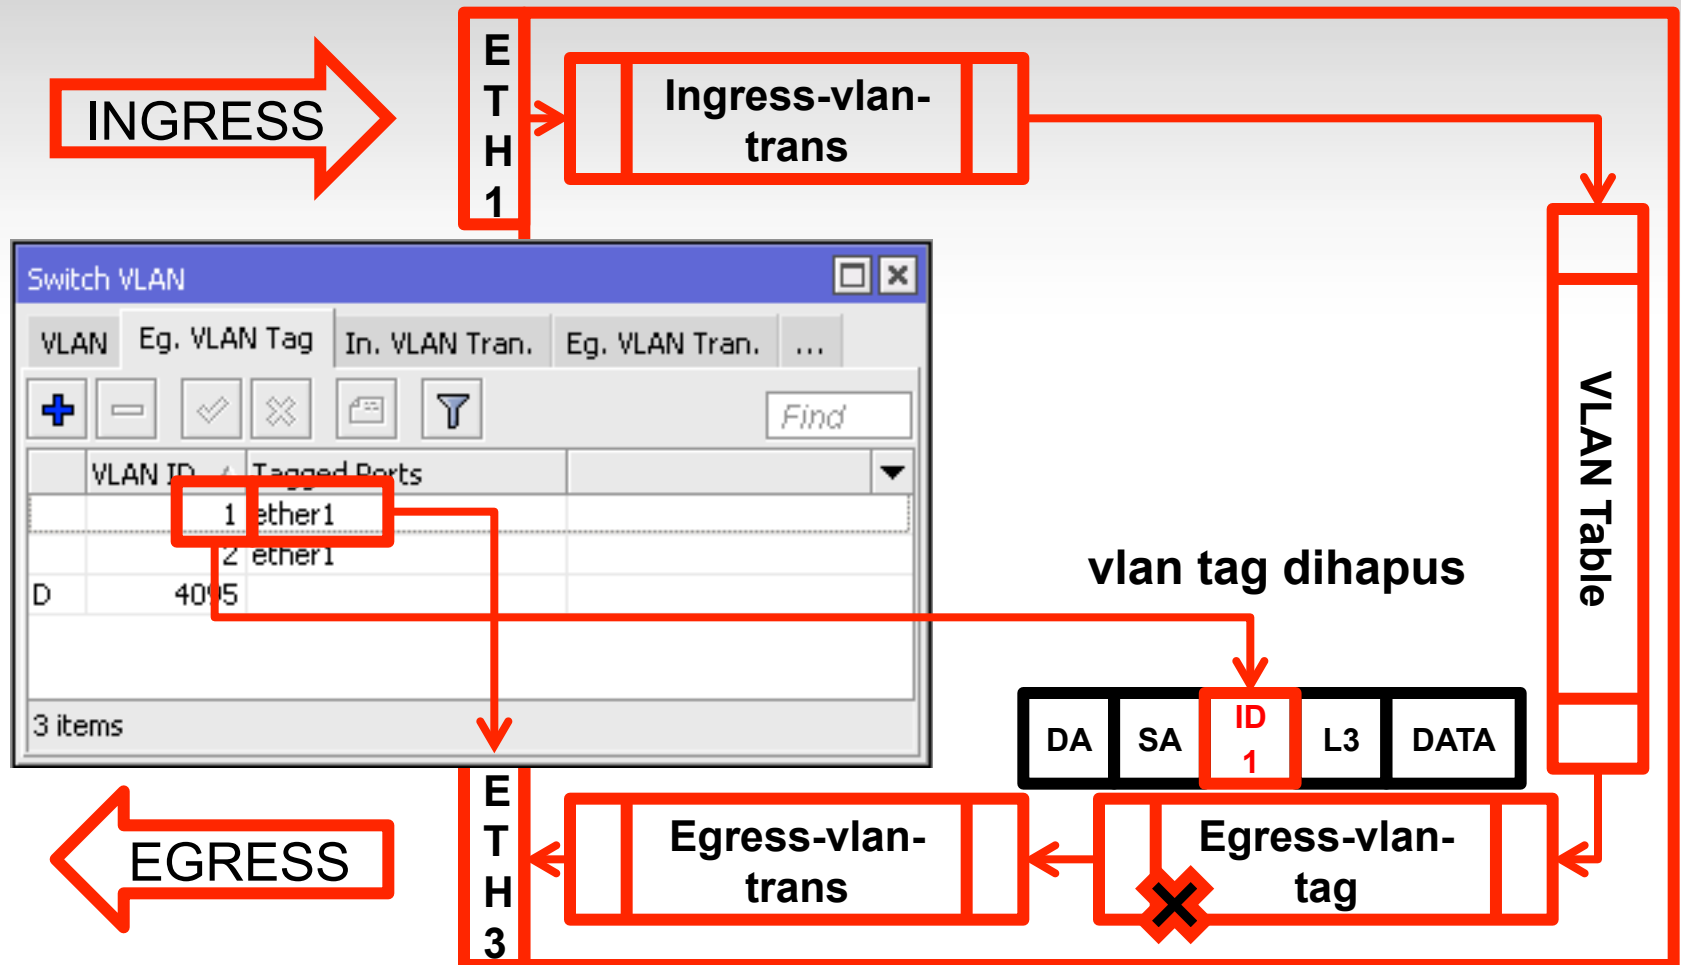 INGRESS
ETH1
Ingress-vlan-
trans
Switch VLAN
VLAN Eg. VLAN Tag In. VLAN Tran. Eg. VLAN Tran. ...
Find
VLAN ID Tagged Ports
1 ether1
2 ether1
D 4095
3 items
VLAN Table
vlan tag dihapus
DA SA ID 1 L3 DATA
EGRESS
ETH3
Egress-vlan-
trans
Egress-vlan-
tag